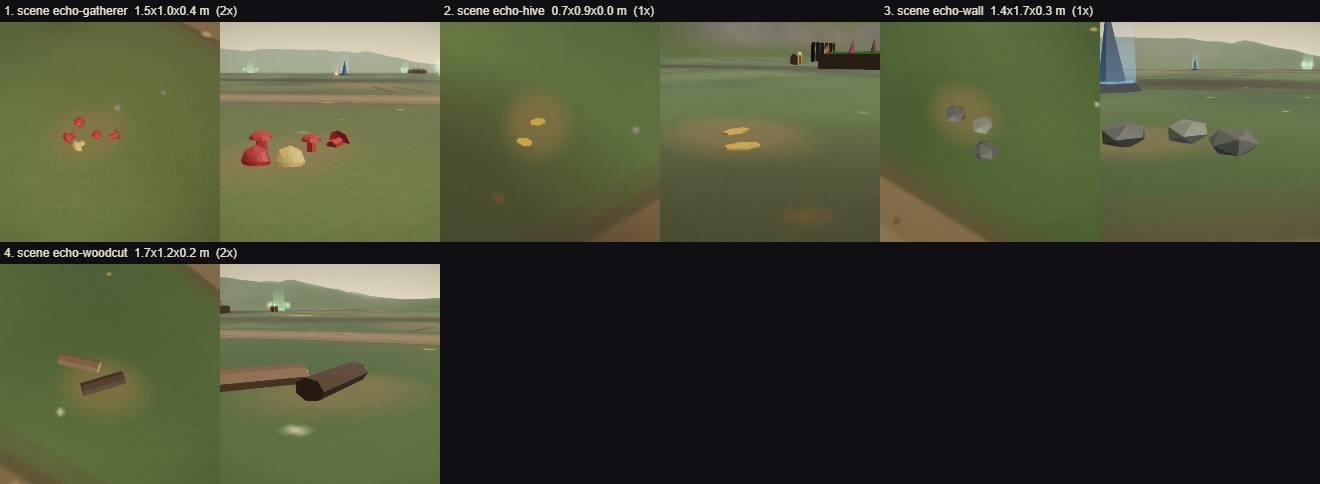 1. scene echo-gatherer 1.5x1.0x0.4 m (2x)
2. scene echo-hive 0.7x0.9x0.0 m (1x)
3. scene echo-wall 1.4x1.7x0.3 m (1x)
4. scene echo-woodcut 1.7x1.2x0.2 m (2x)